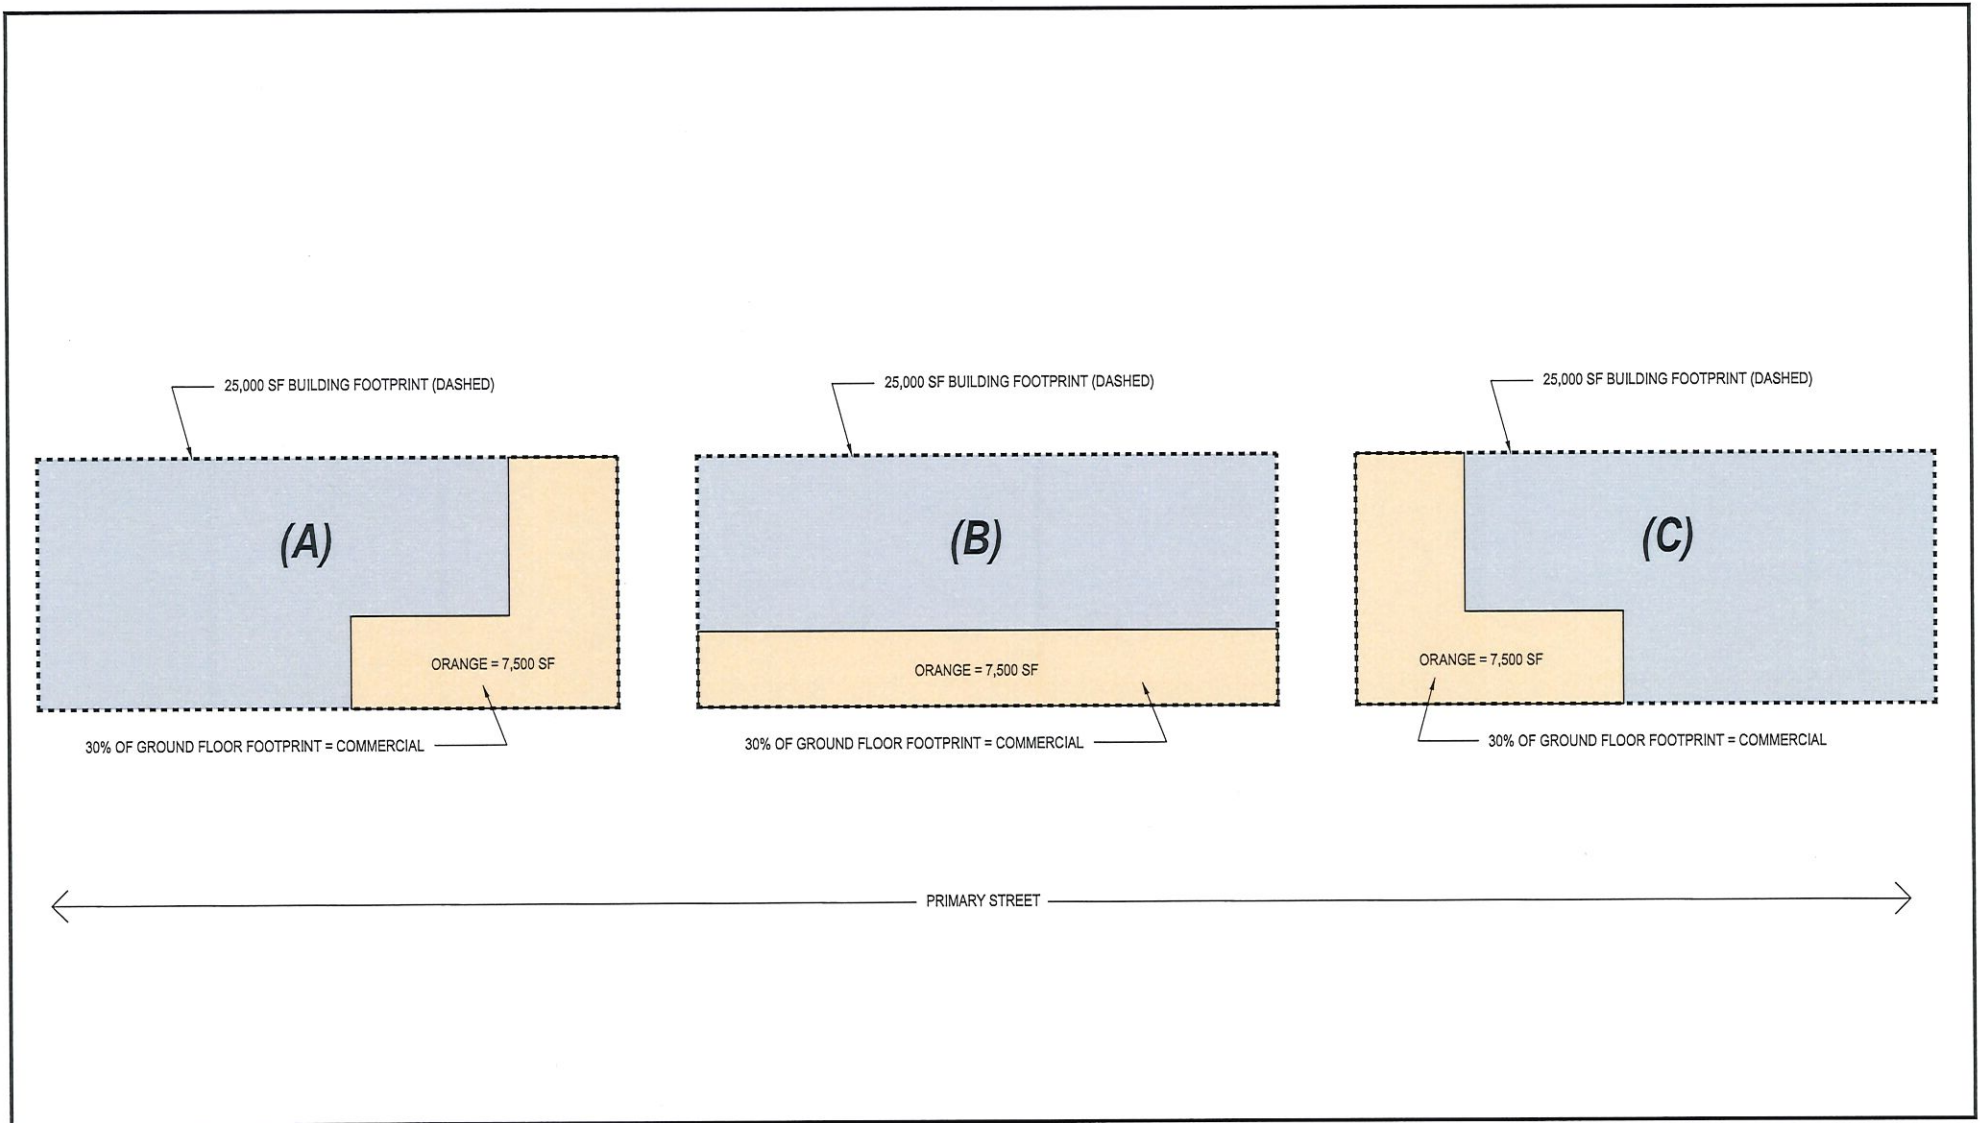 25,000 SF BUILDING FOOTPRINT (DASHED)
25,000 SF BUILDING FOOTPRINT (DASHED)
25,000 SF BUILDING FOOTPRINT (DASHED)
(A)
(B)
(C)
ORANGE = 7,500 SF
ORANGE = 7,500 SF
ORANGE = 7,500 SF
30% OF GROUND FLOOR FOOTPRINT = COMMERCIAL
30% OF GROUND FLOOR FOOTPRINT = COMMERCIAL
30% OF GROUND FLOOR FOOTPRINT = COMMERCIAL
PRIMARY STREET